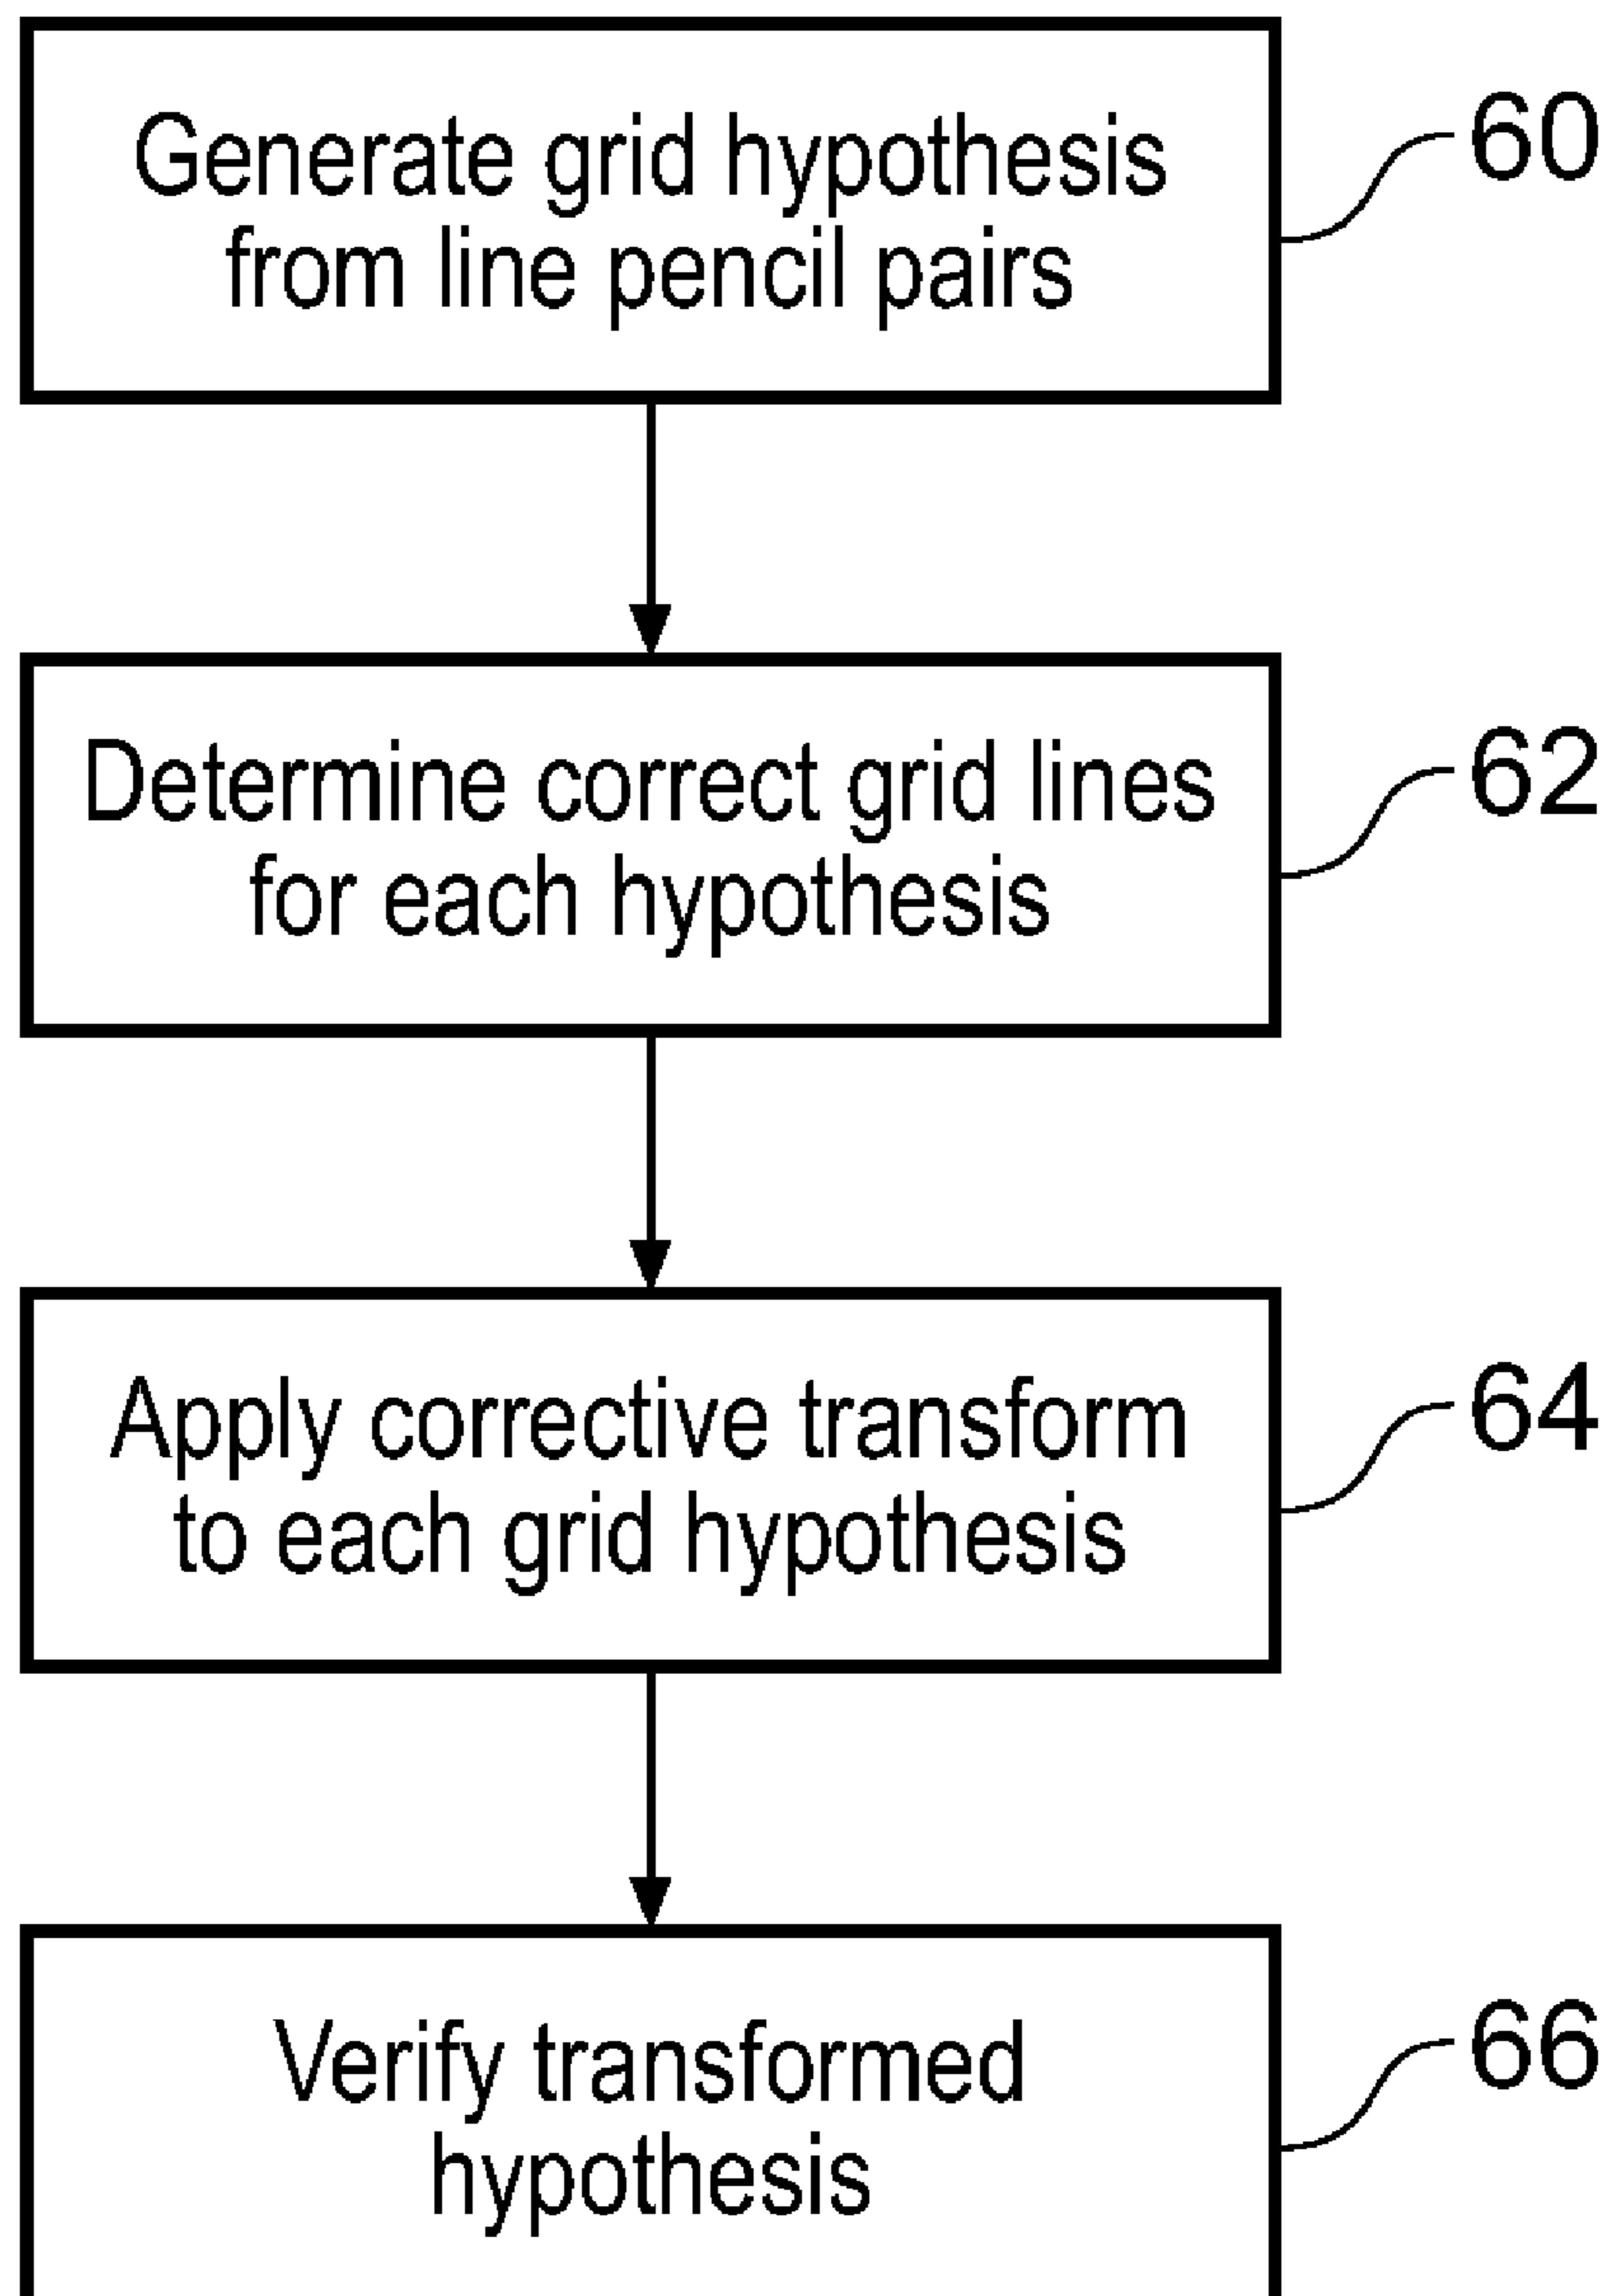 Generate grid hypothesis
from line pencil pairs
60
Determine correct grid lines
for each hypothesis
62
Apply corrective transform
to each grid hypothesis
64
Verify transformed
hypothesis
66